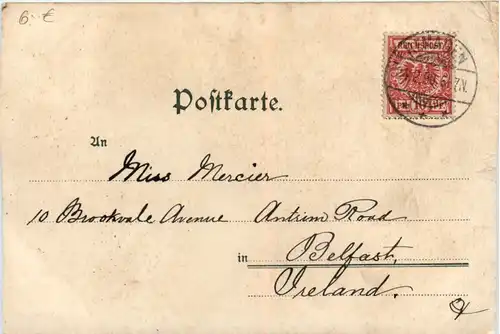 6.-€
Postkarte.
An
Miss Mercier
10 Brookvale Avenue Antrim Road
in Belfast,
Ireland.